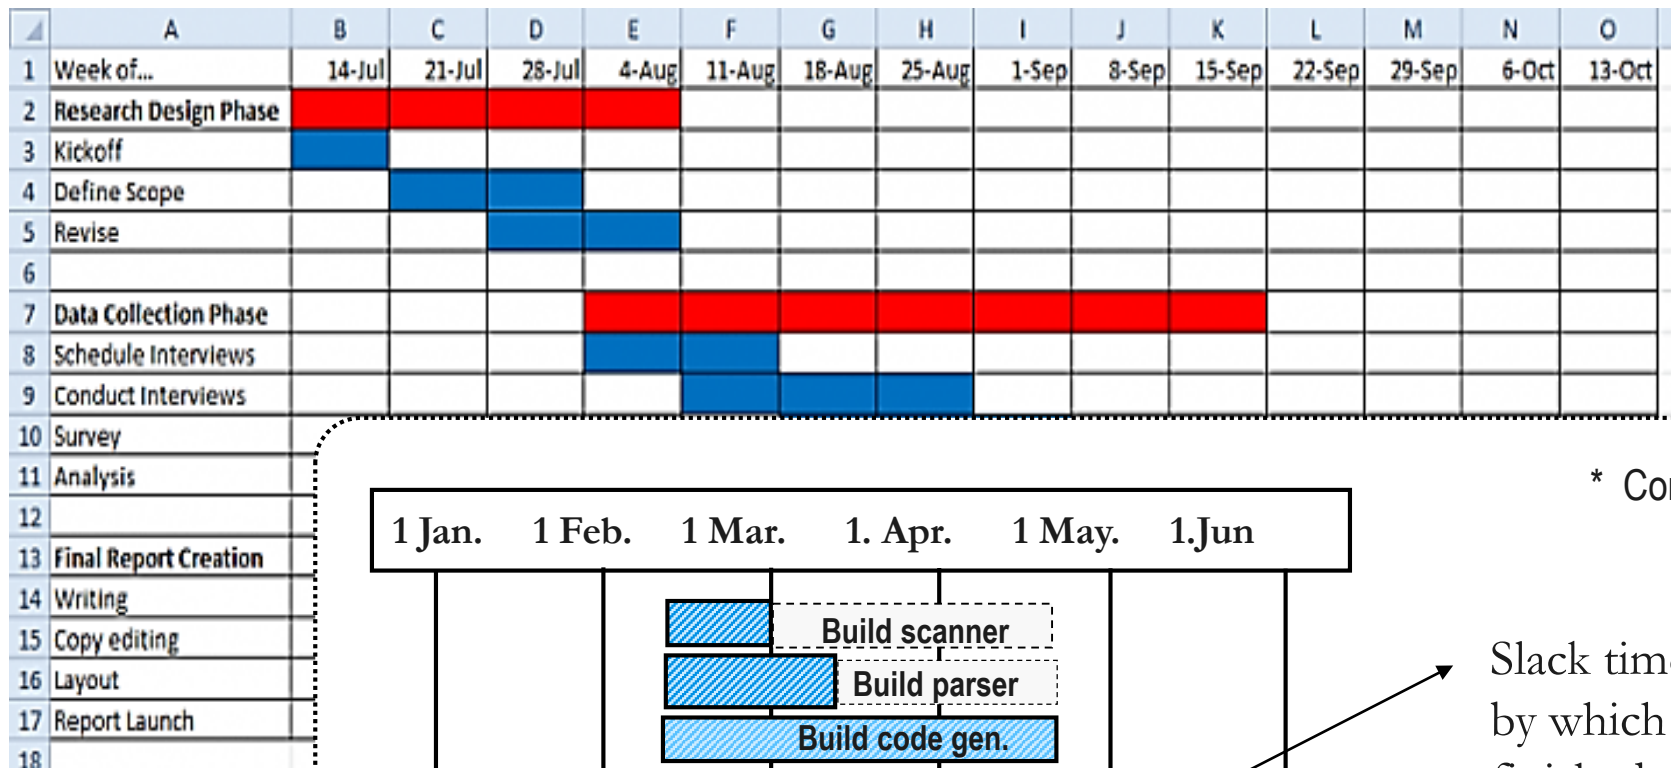 A B C D E F G H I J K L M N O
1 Week of... 14-Jul 21-Jul 28-Jul 4-Aug 11-Aug 18-Aug 25-Aug 1-Sep 8-Sep 15-Sep 22-Sep 29-Sep 6-Oct 13-Oct
2 Research Design Phase
3 Kickoff
4 Define Scope
5 Revise
6
7 Data Collection Phase
8 Schedule Interviews
9 Conduct Interviews
10 Survey
11 Analysis
12
13 Final Report Creation
14 Writing
15 Copy editing
16 Layout
17 Report Launch
18
*
1 Jan. 1 Feb. 1 Mar. 1. Apr. 1 May. 1.Jun
Build scanner
Build parser
Build code gen.
Slack
by which